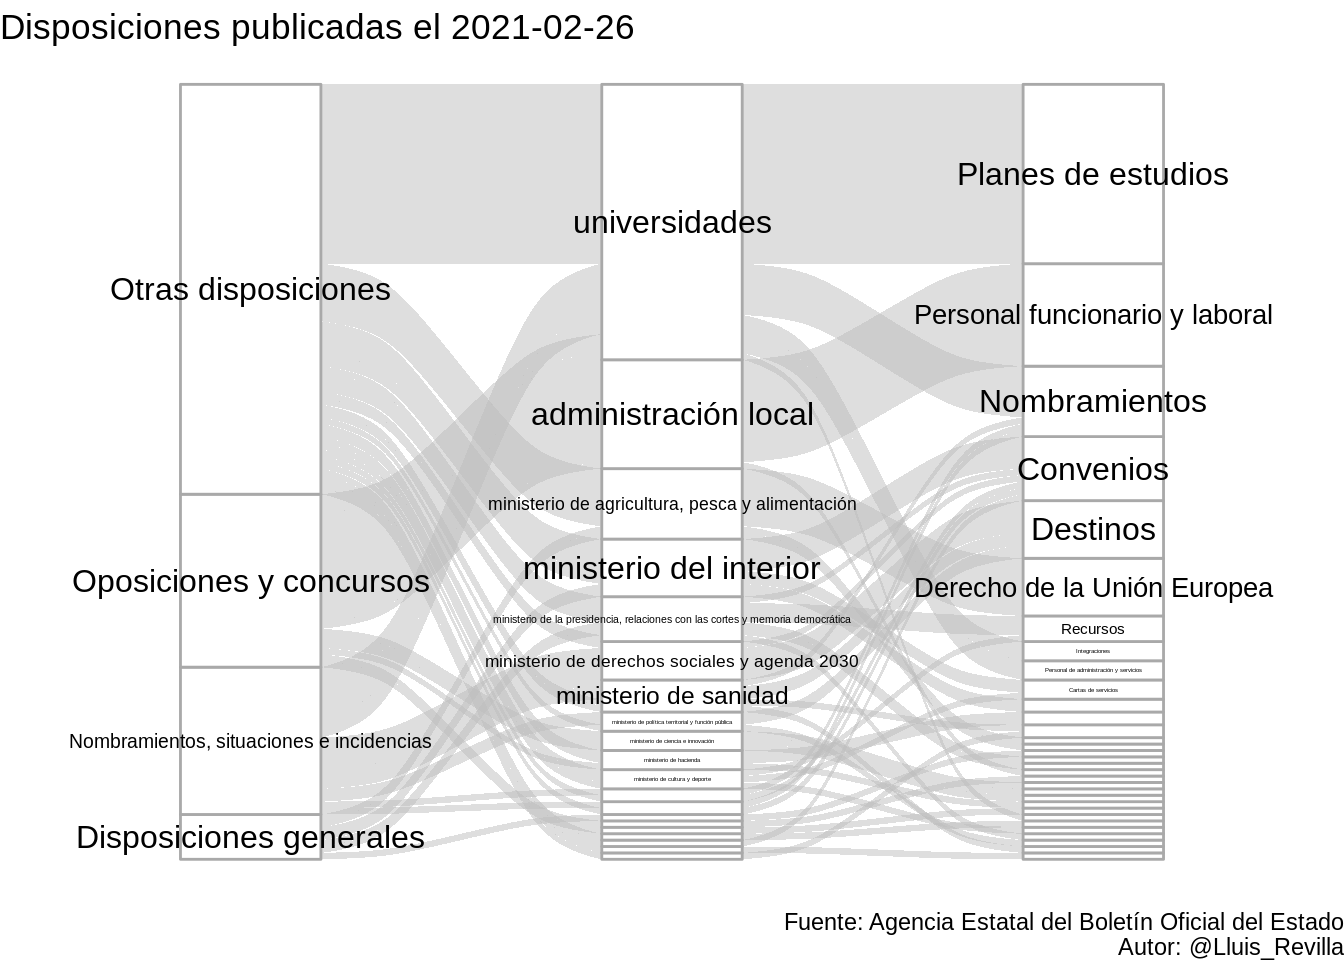 Disposiciones publicadas el 2021-02-26
Otras disposiciones
Oposiciones y concursos
Nombramientos, situaciones e incidencias
Disposiciones generales
universidades
administración local
ministerio de agricultura, pesca y alimentación
ministerio del interior
ministerio de la presidencia, relaciones con las cortes y memoria democrática
ministerio de derechos sociales y agenda 2030
ministerio de sanidad
ministerio de política territorial y función pública
ministerio de ciencia e innovación
ministerio de hacienda
ministerio de cultura y deporte
Planes de estudios
Personal funcionario y laboral
Nombramientos
Convenios
Destinos
Derecho de la Unión Europea
Recursos
Integraciones
Personal de administración y servicios
Cartas de servicios
Fuente: Agencia Estatal del Boletín Oficial del Estado
Autor: @Lluis_Revilla